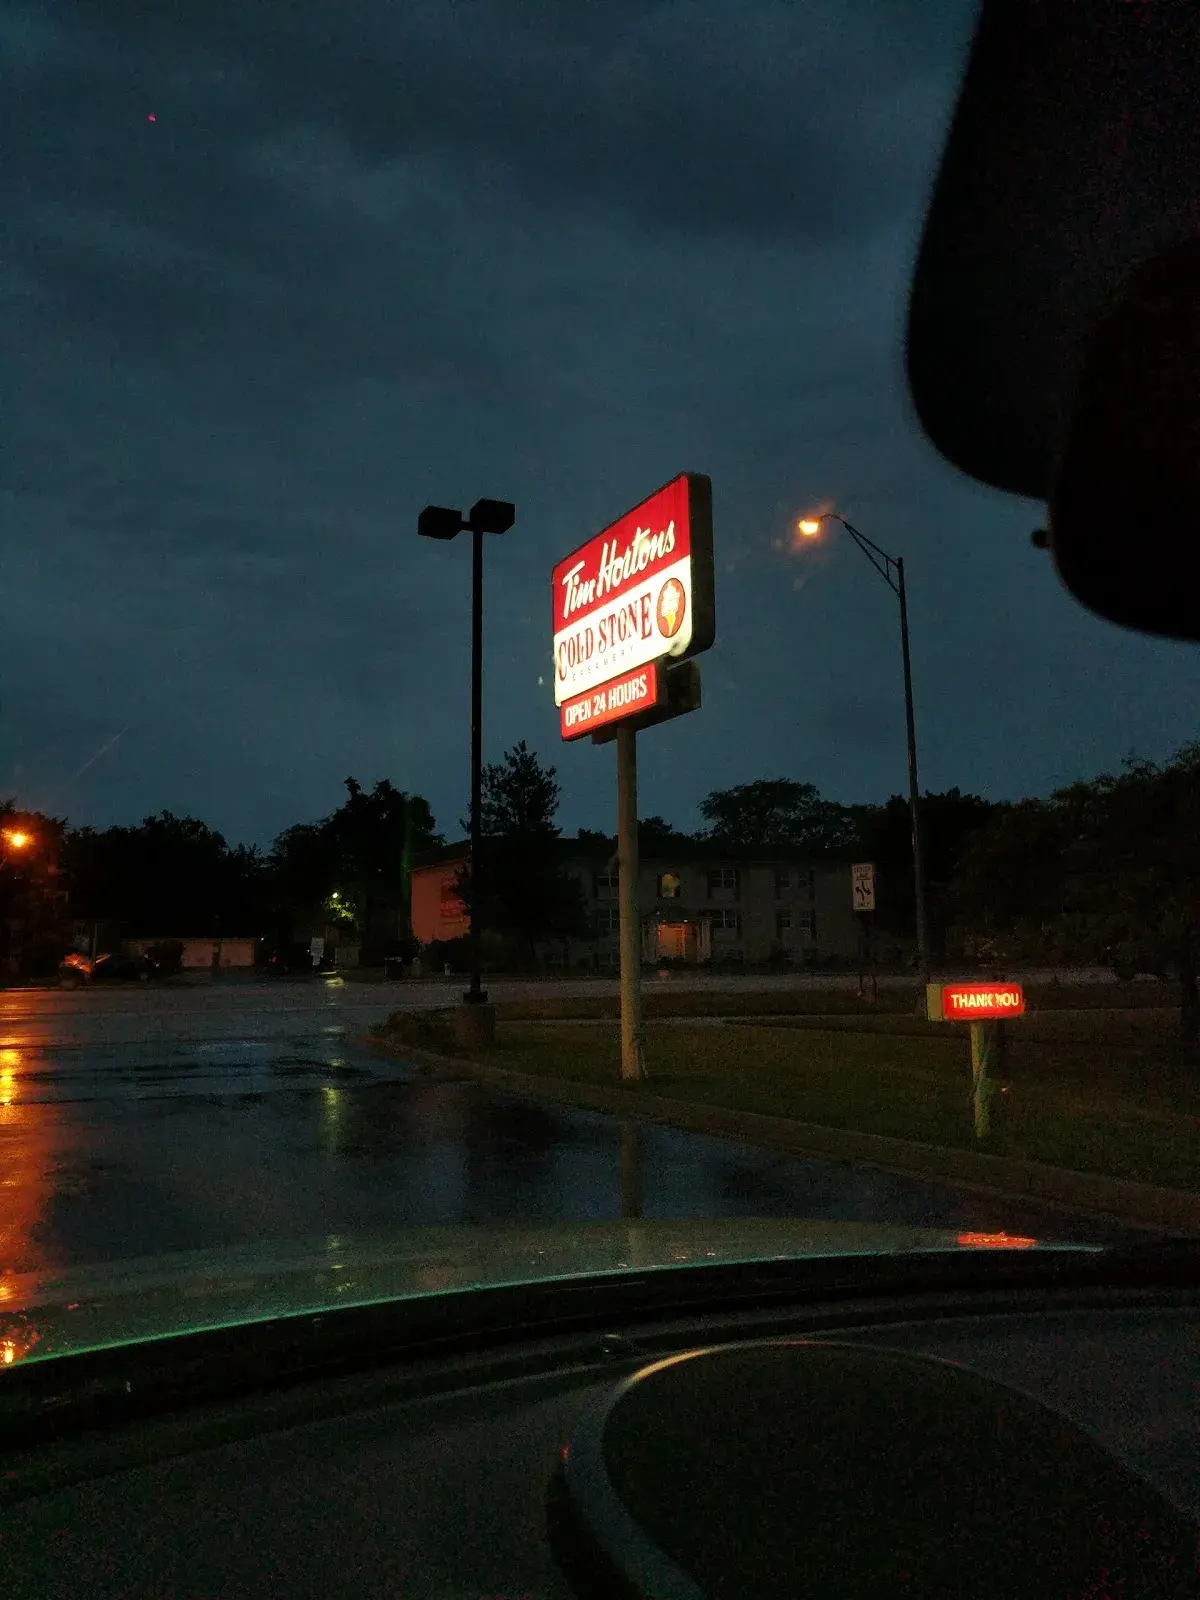 Tim Hortons
COLD STONE
CREAMERY
OPEN 24 HOURS
THANK YOU